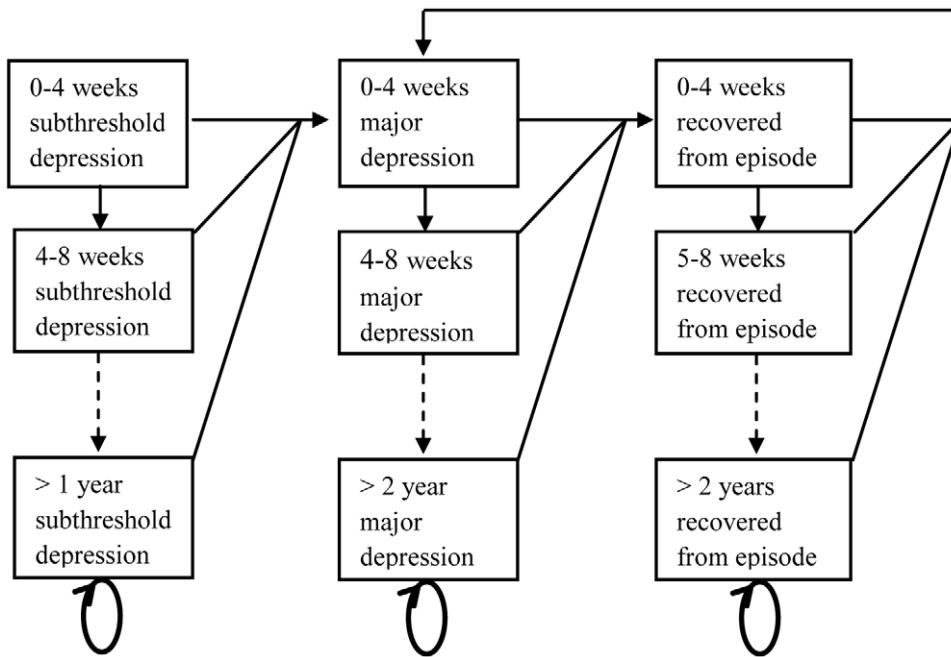 0-4 weeks
subthreshold
depression
0-4 weeks
major
depression
0-4 weeks
recovered
from episode
4-8 weeks
subthreshold
depression
4-8 weeks
major
depression
5-8 weeks
recovered
from episode
> 1 year
subthreshold
depression
> 2 year
major
depression
> 2 years
recovered
from episode